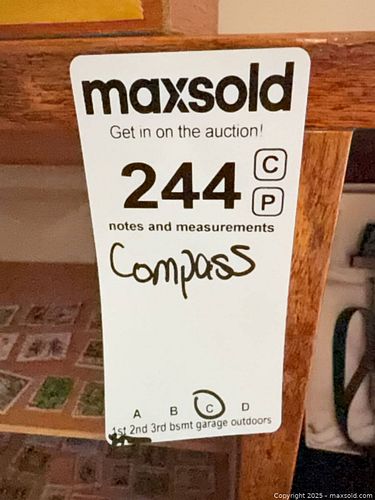 maxsold
Get in on the auction!
244 C
P
notes and measurements
Compass
A B C D
1st 2nd 3rd bsmt garage outdoors
Copyright 2025 - maxsold.com